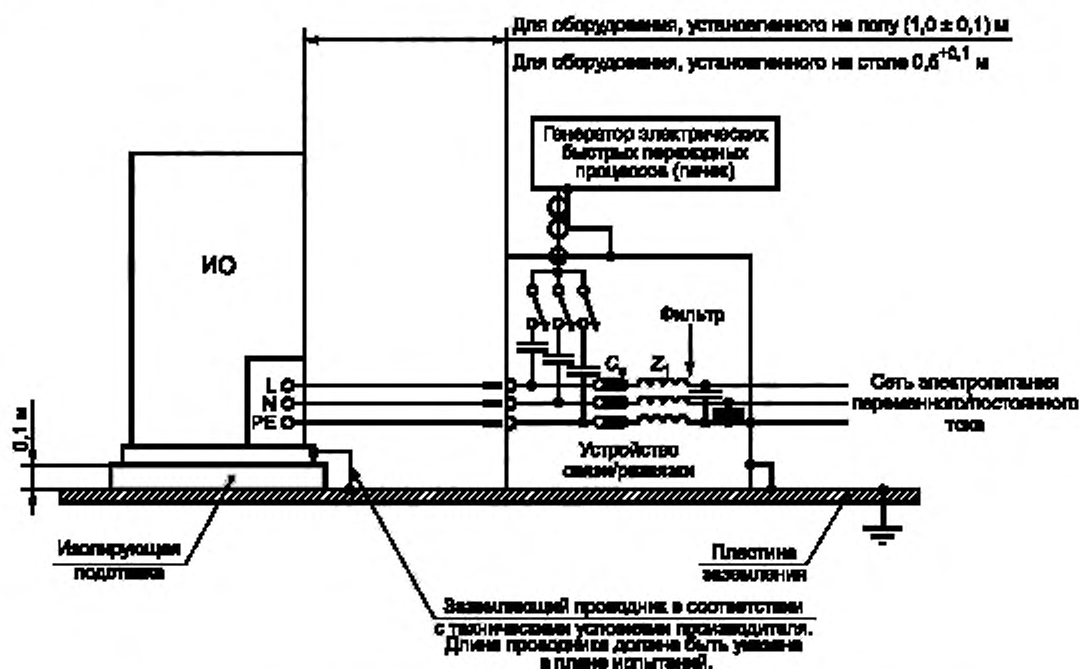 Для оборудования, установленного на полу (1,0 ± 0,1) м
Для оборудования, установленного на столе 0,5⁺⁰,¹ м
Генератор электрических
быстрых переходных
процессов (пачек)
ИО
Фильтр
Z₁
L
N
PE
Сеть электропитания
переменного/постоянного
тока
0,1 м
Устройство
связи/развязки
Изолирующая
подставка
Пластина
заземления
Заземляющий проводник в соответствии
с техническими условиями производителя.
Длина проводника должна быть указана
в плане испытаний.